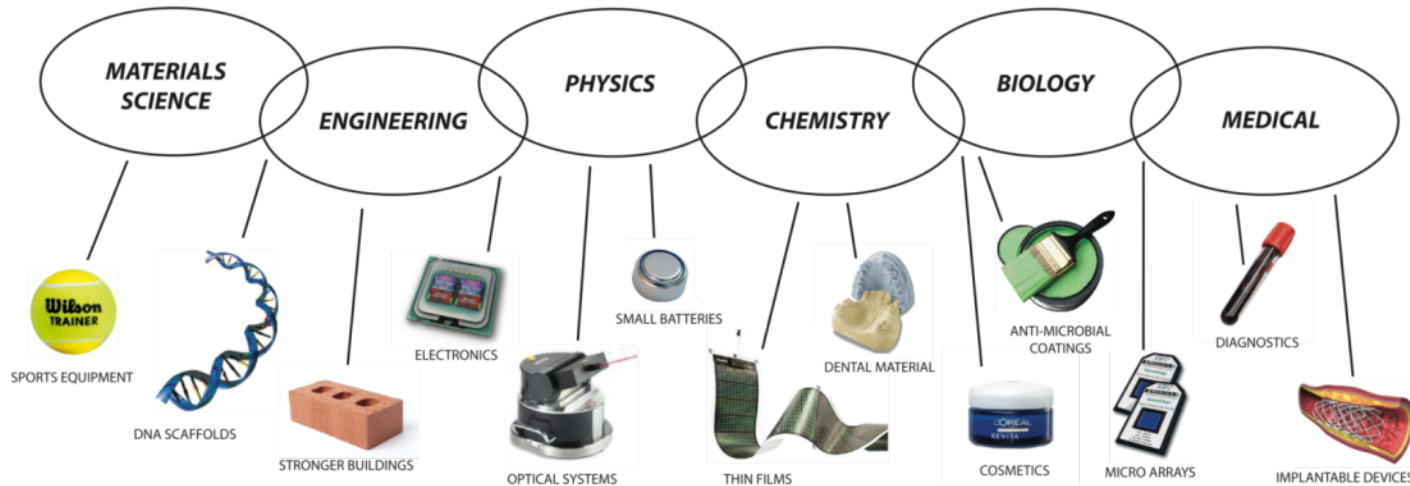 MATERIALS
SCIENCE
ENGINEERING
PHYSICS
CHEMISTRY
BIOLOGY
MEDICAL
Wilson
TRAINER
SPORTS EQUIPMENT
DNA SCAFFOLDS
STRONGER BUILDINGS
ELECTRONICS
OPTICAL SYSTEMS
SMALL BATTERIES
THIN FILMS
DENTAL MATERIAL
L'ORÉAL
REVITA
COSMETICS
ANTI-MICROBIAL
COATINGS
MICRO ARRAYS
DIAGNOSTICS
IMPLANTABLE DEVICES